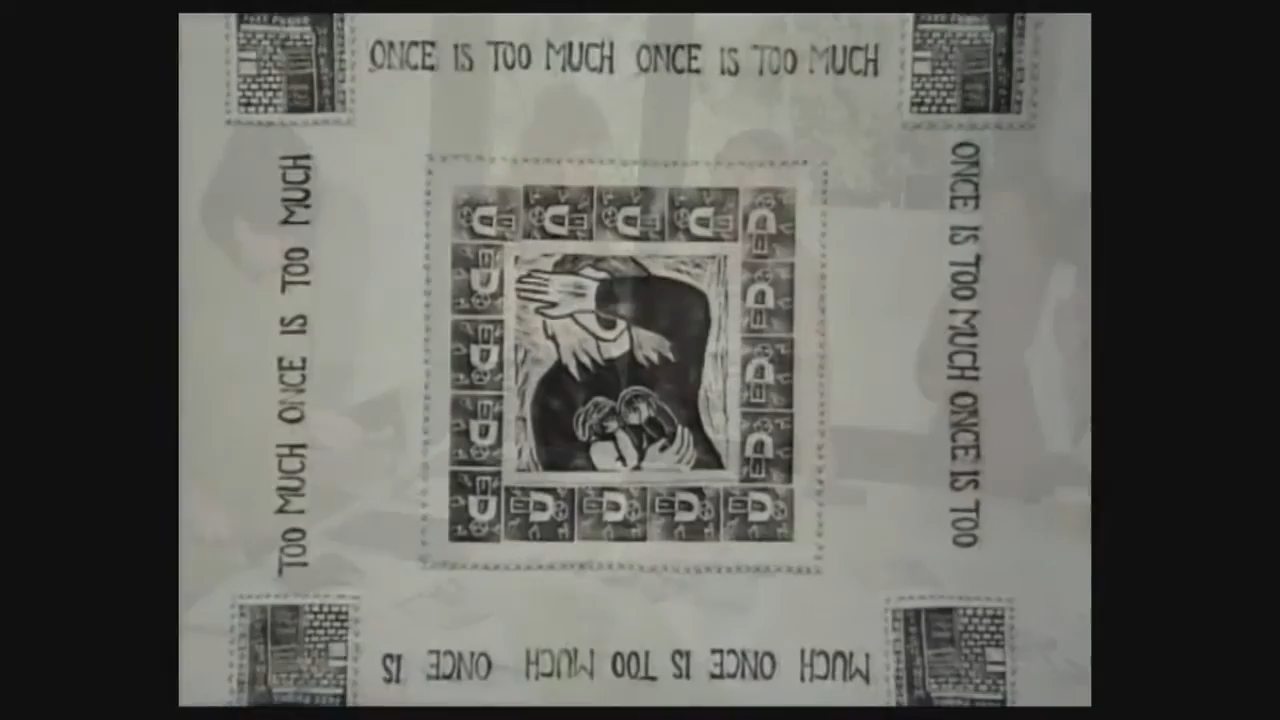 ONCE IS TOO MUCH ONCE IS TOO MUCH
ONCE IS TOO MUCH ONCE IS TOO
MUCH ONCE IS TOO MUCH ONCE IS
TOO MUCH ONCE IS TOO MUCH